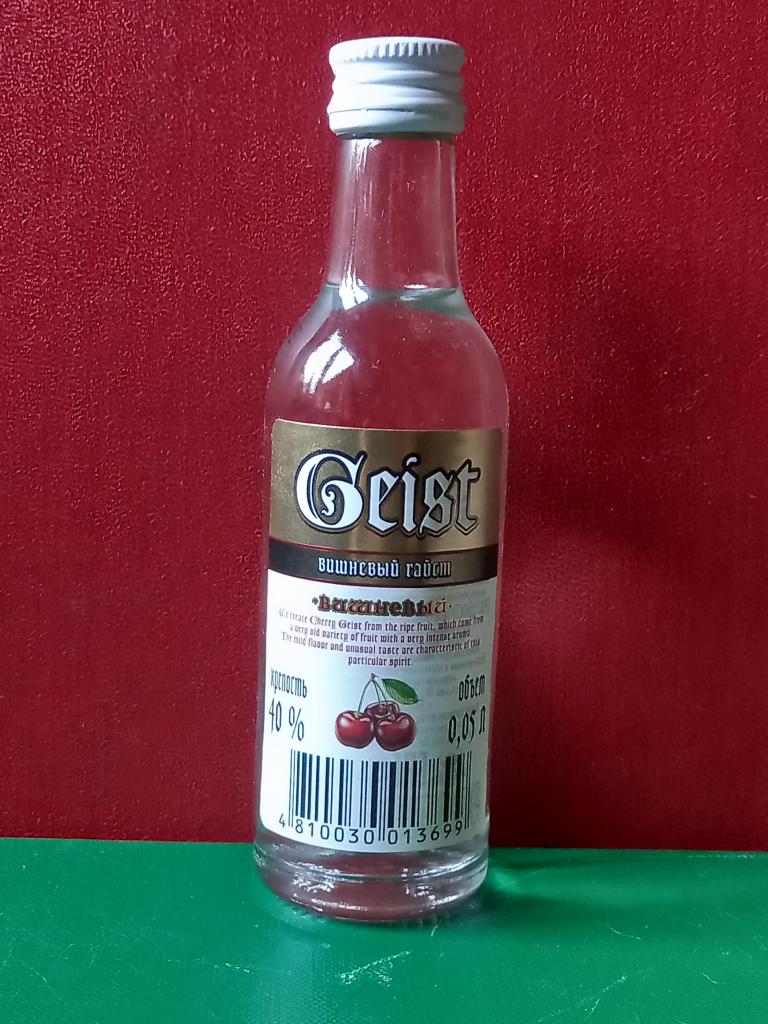 Geist
вишневый гайст
·Вишневый·
To create Cherry Geist from the ripe fruit, which come from
a very old variety of fruit with a very intense aroma.
The mild flavor and unusual taste are characteristic of this
particular spirit.
крепость
40 %
объем
0,05 Л
4 810030 013699